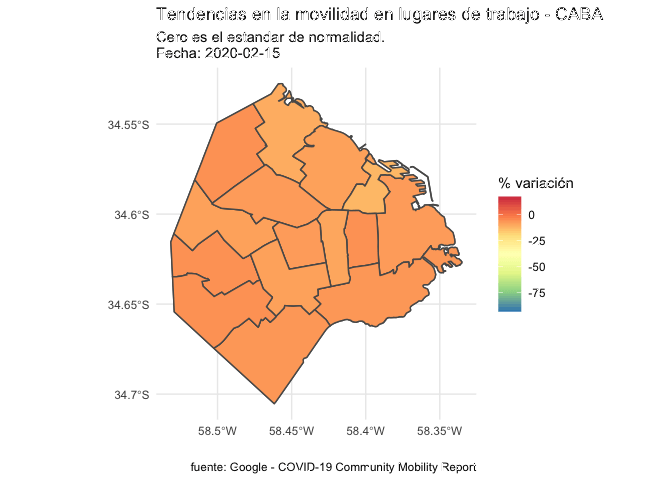 Tendencias en la movilidad en lugares de trabajo - CABA
Cero es el estandar de normalidad.
Fecha: 2020-02-15
34.55°S
34.6°S
34.65°S
34.7°S
58.5°W
58.45°W
58.4°W
58.35°W
% variación
0
-25
-50
-75
fuente: Google - COVID-19 Community Mobility Report